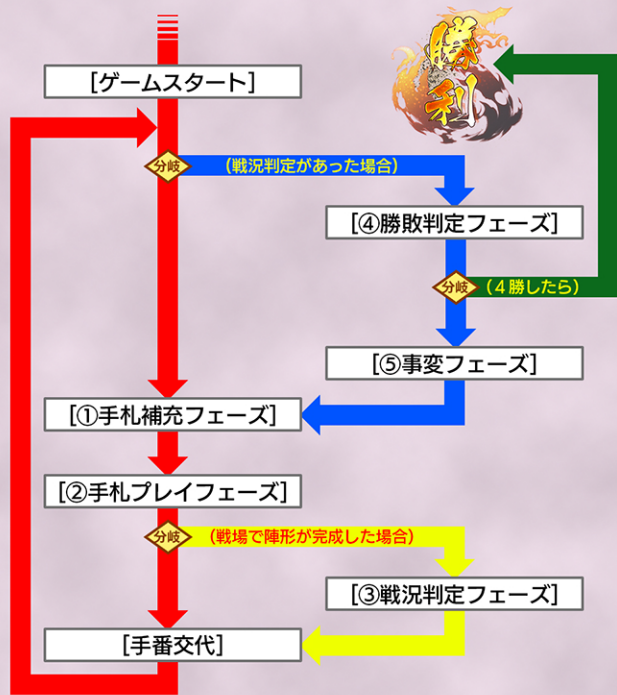 勝利
[ゲームスタート]
分岐
(戦況判定があった場合)
[④勝敗判定フェーズ]
分岐
(4勝したら)
[⑤事変フェーズ]
[①手札補充フェーズ]
[②手札プレイフェーズ]
分岐
(戦場で陣形が完成した場合)
[③戦況判定フェーズ]
[手番交代]